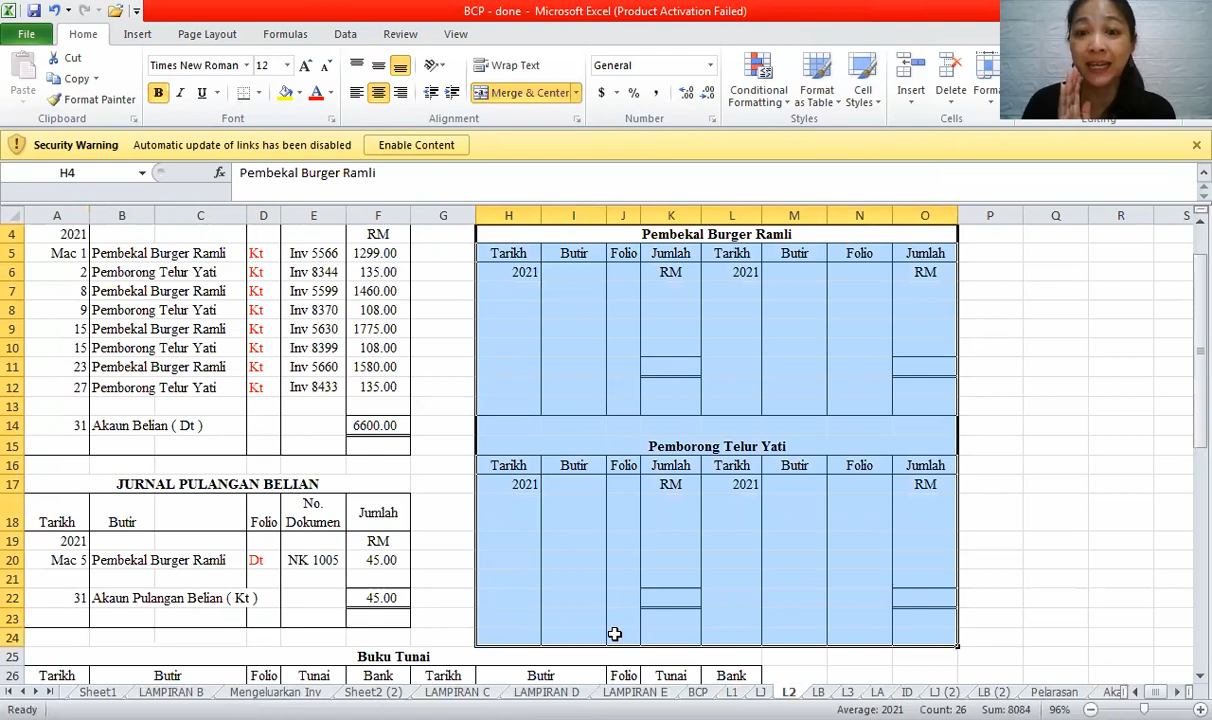 BCP - done - Microsoft Excel (Product Activation Failed)
File Home Insert Page Layout Formulas Data Review View
Cut
Copy
Format Painter
Paste
Times New Roman 12
B I U
Wrap Text
Merge & Center
General
$ % ,
Conditional Formatting
Format as Table
Cell Styles
Insert
Delete
Forma
Clipboard Font Alignment Number Styles Cells Editing
Security Warning Automatic update of links has been disabled Enable Content
H4 fx Pembekal Burger Ramli
A B C D E F G H I J K L M N O P Q R S
4 2021 RM Pembekal Burger Ramli
5 Mac 1 Pembekal Burger Ramli Kt Inv 5566 1299.00 Tarikh Butir Folio Jumlah Tarikh Butir Folio Jumlah
6 2 Pemborong Telur Yati Kt Inv 8344 135.00 2021 RM 2021 RM
7 8 Pembekal Burger Ramli Kt Inv 5599 1460.00
8 9 Pemborong Telur Yati Kt Inv 8370 108.00
9 15 Pembekal Burger Ramli Kt Inv 5630 1775.00
10 15 Pemborong Telur Yati Kt Inv 8399 108.00
11 23 Pembekal Burger Ramli Kt Inv 5660 1580.00
12 27 Pemborong Telur Yati Kt Inv 8433 135.00
13
14 31 Akaun Belian ( Dt ) 6600.00
15 Pemborong Telur Yati
16 Tarikh Butir Folio Jumlah Tarikh Butir Folio Jumlah
17 JURNAL PULANGAN BELIAN 2021 RM 2021 RM
18 Tarikh Butir Folio No. Dokumen Jumlah
19 2021 RM
20 Mac 5 Pembekal Burger Ramli Dt NK 1005 45.00
21
22 31 Akaun Pulangan Belian ( Kt ) 45.00
23
24
25 Buku Tunai
26 Tarikh Butir Folio Tunai Bank Tarikh Butir Folio Tunai Bank
Sheet1 LAMPIRAN B Mengeluarkan Inv Sheet2 (2) LAMPIRAN C LAMPIRAN D LAMPIRAN E BCP L1 LJ L2 LB L3 LA ID LJ (2) LB (2) Pelarasan Aka
Ready Average: 2021 Count: 26 Sum: 8084 96%